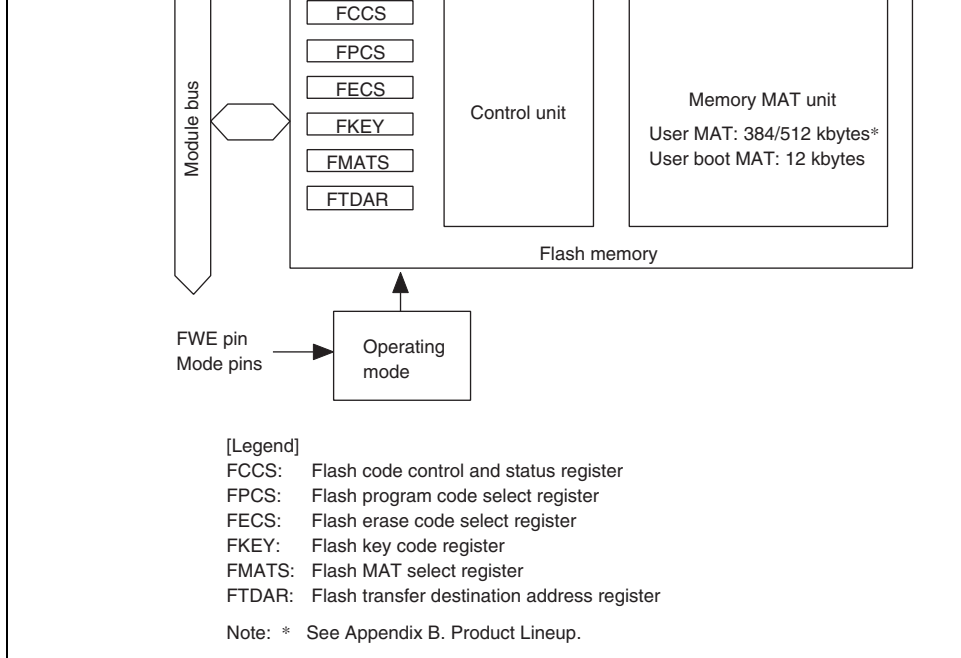 FCCS
FPCS
FECS
FKEY
FMATS
FTDAR
Module bus
Control unit
Memory MAT unit
User MAT: 384/512 kbytes*
User boot MAT: 12 kbytes
Flash memory
FWE pin
Mode pins
Operating
mode
[Legend]
FCCS: Flash code control and status register
FPCS: Flash program code select register
FECS: Flash erase code select register
FKEY: Flash key code register
FMATS: Flash MAT select register
FTDAR: Flash transfer destination address register
Note: * See Appendix B. Product Lineup.